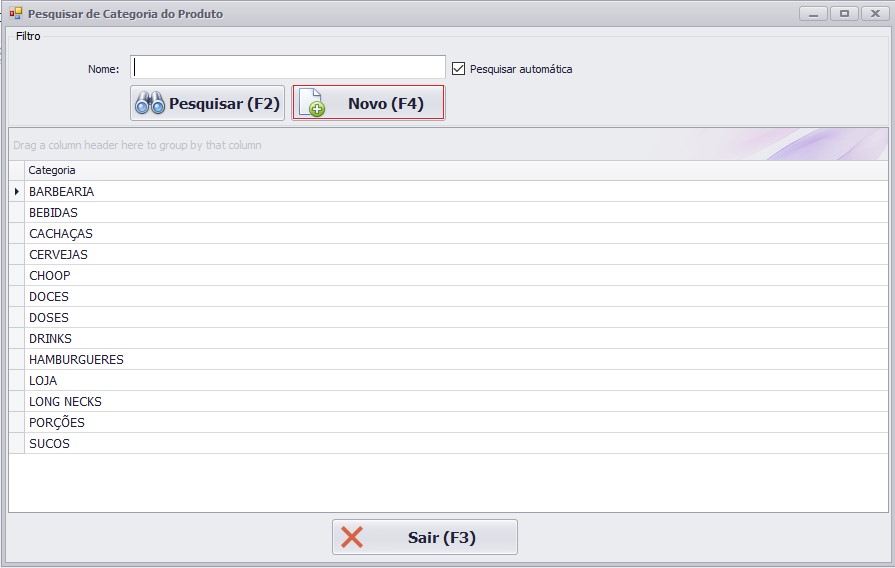 Pesquisar de Categoria do Produto
Filtro
Nome:
Pesquisar automática
Pesquisar (F2)
Novo (F4)
Drag a column header here to group by that column
Categoria
BARBEARIA
BEBIDAS
CACHAÇAS
CERVEJAS
CHOOP
DOCES
DOSES
DRINKS
HAMBURGUERES
LOJA
LONG NECKS
PORÇÕES
SUCOS
Sair (F3)